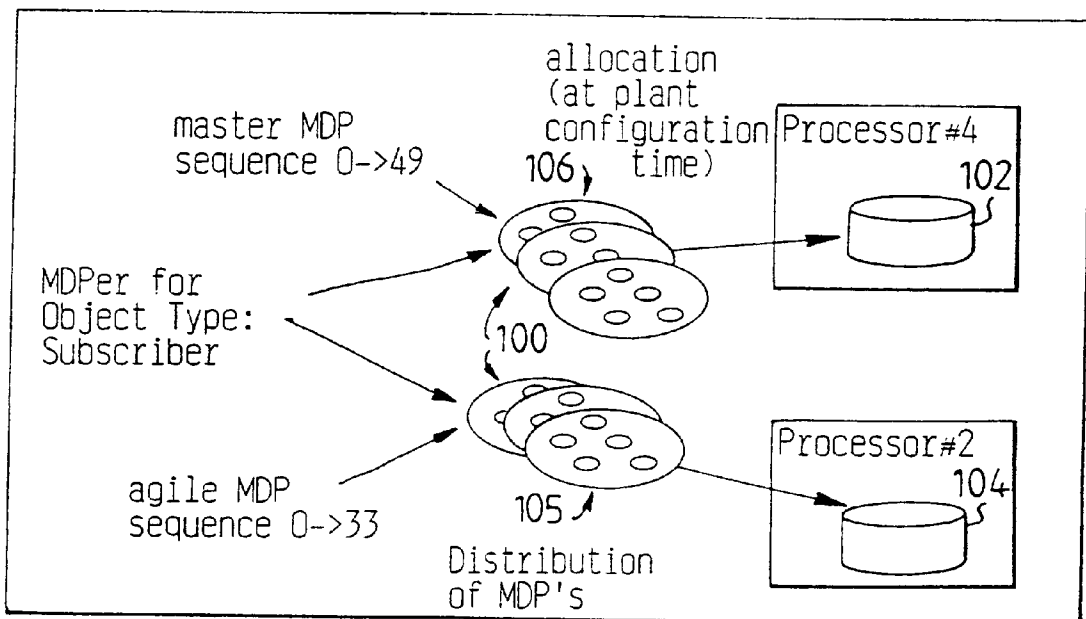 allocation
(at plant
configuration
time)
master MDP
sequence 0->49
106
Processor#4
102
MDPer for
Object Type:
Subscriber
100
Processor#2
104
agile MDP
sequence 0->33
105
Distribution
of MDP's